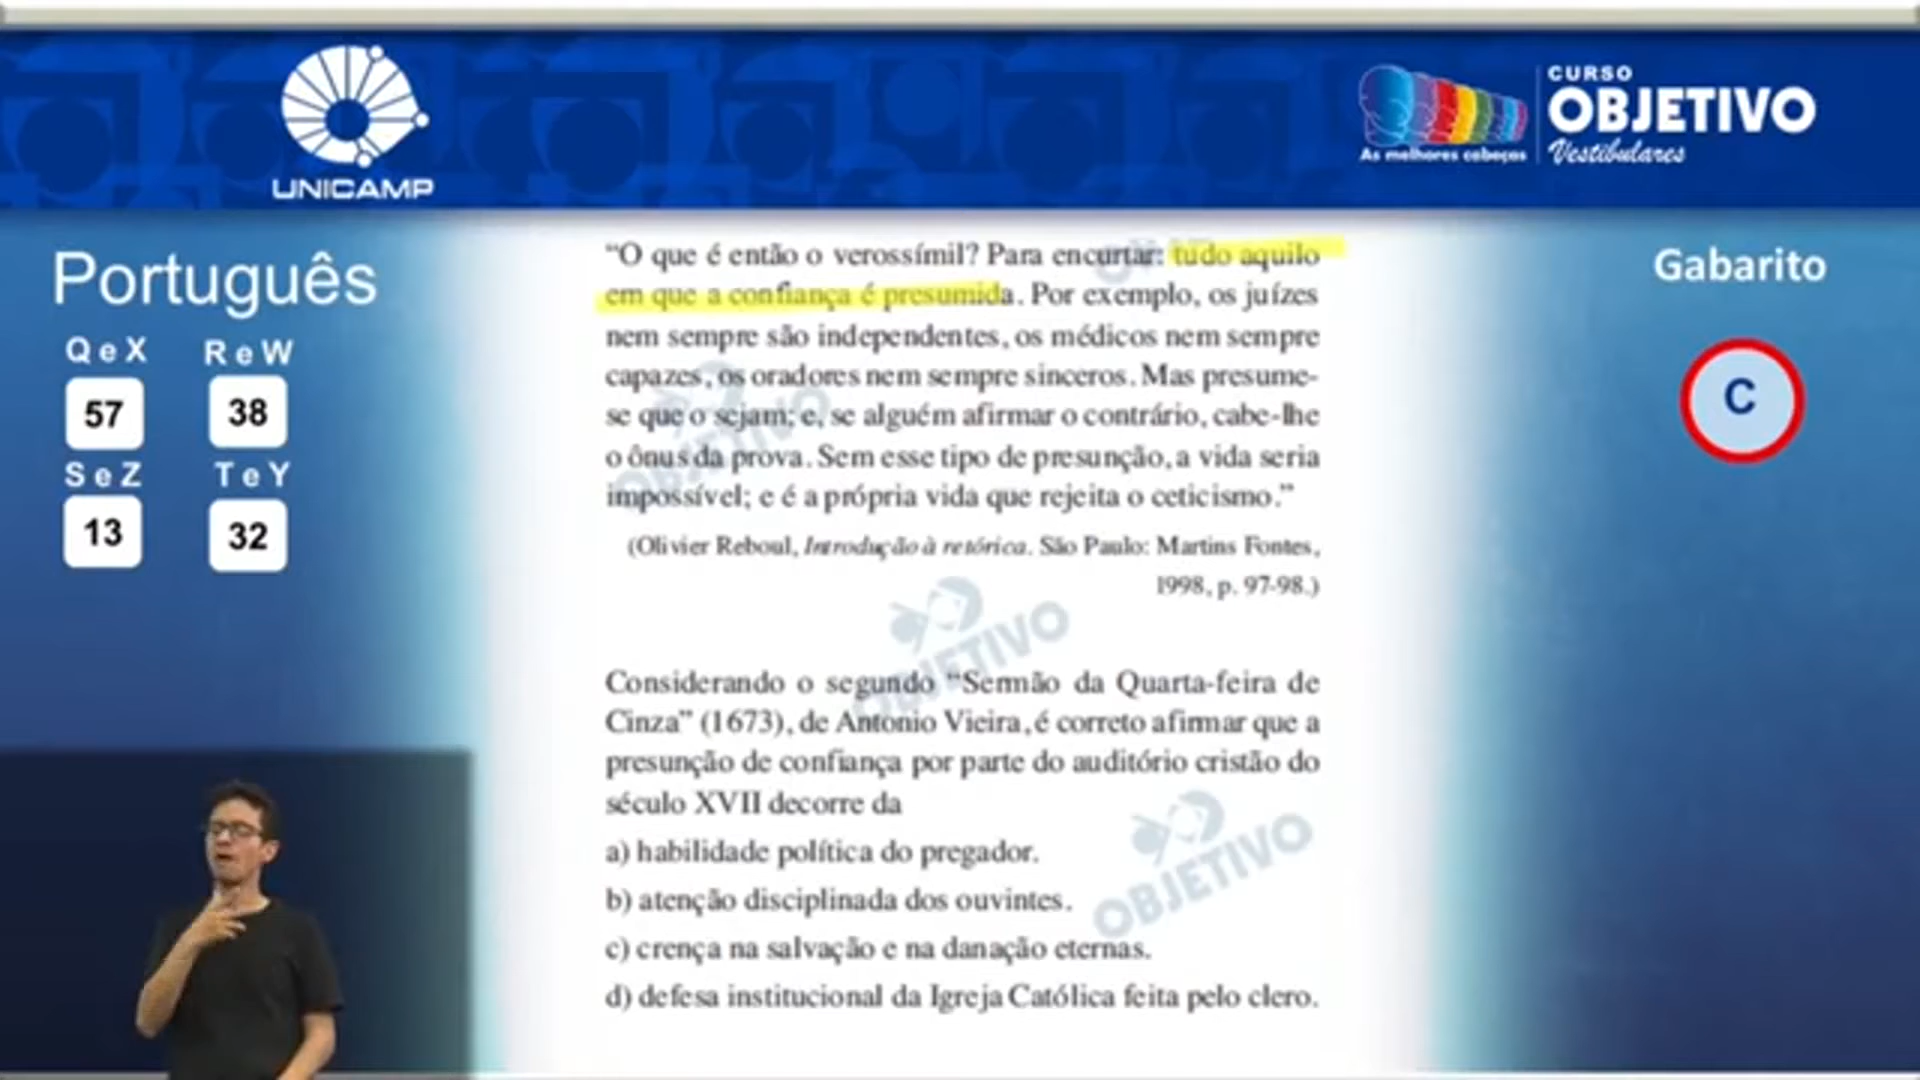 UNICAMP
CURSO
OBJETIVO
Vestibulares
As melhores cabeças
Português
Q e X
R e W
57
38
S e Z
T e Y
13
32
Gabarito
C
“O que é então o verossímil? Para encurtar: tudo aquilo
em que a confiança é presumida. Por exemplo, os juízes
nem sempre são independentes, os médicos nem sempre
capazes, os oradores nem sempre sinceros. Mas presume-
se que o sejam; e, se alguém afirmar o contrário, cabe-lhe
o ônus da prova. Sem esse tipo de presunção, a vida seria
impossível; e é a própria vida que rejeita o ceticismo.”
(Olivier Reboul, Introdução à retórica. São Paulo: Martins Fontes,
1998, p. 97-98.)
Considerando o segundo “Sermão da Quarta-feira de
Cinza” (1673), de Antonio Vieira, é correto afirmar que a
presunção de confiança por parte do auditório cristão do
século XVII decorre da
a) habilidade política do pregador.
b) atenção disciplinada dos ouvintes.
c) crença na salvação e na danação eternas.
d) defesa institucional da Igreja Católica feita pelo clero.
OBJETIVO
OBJETIVO
OBJETIVO